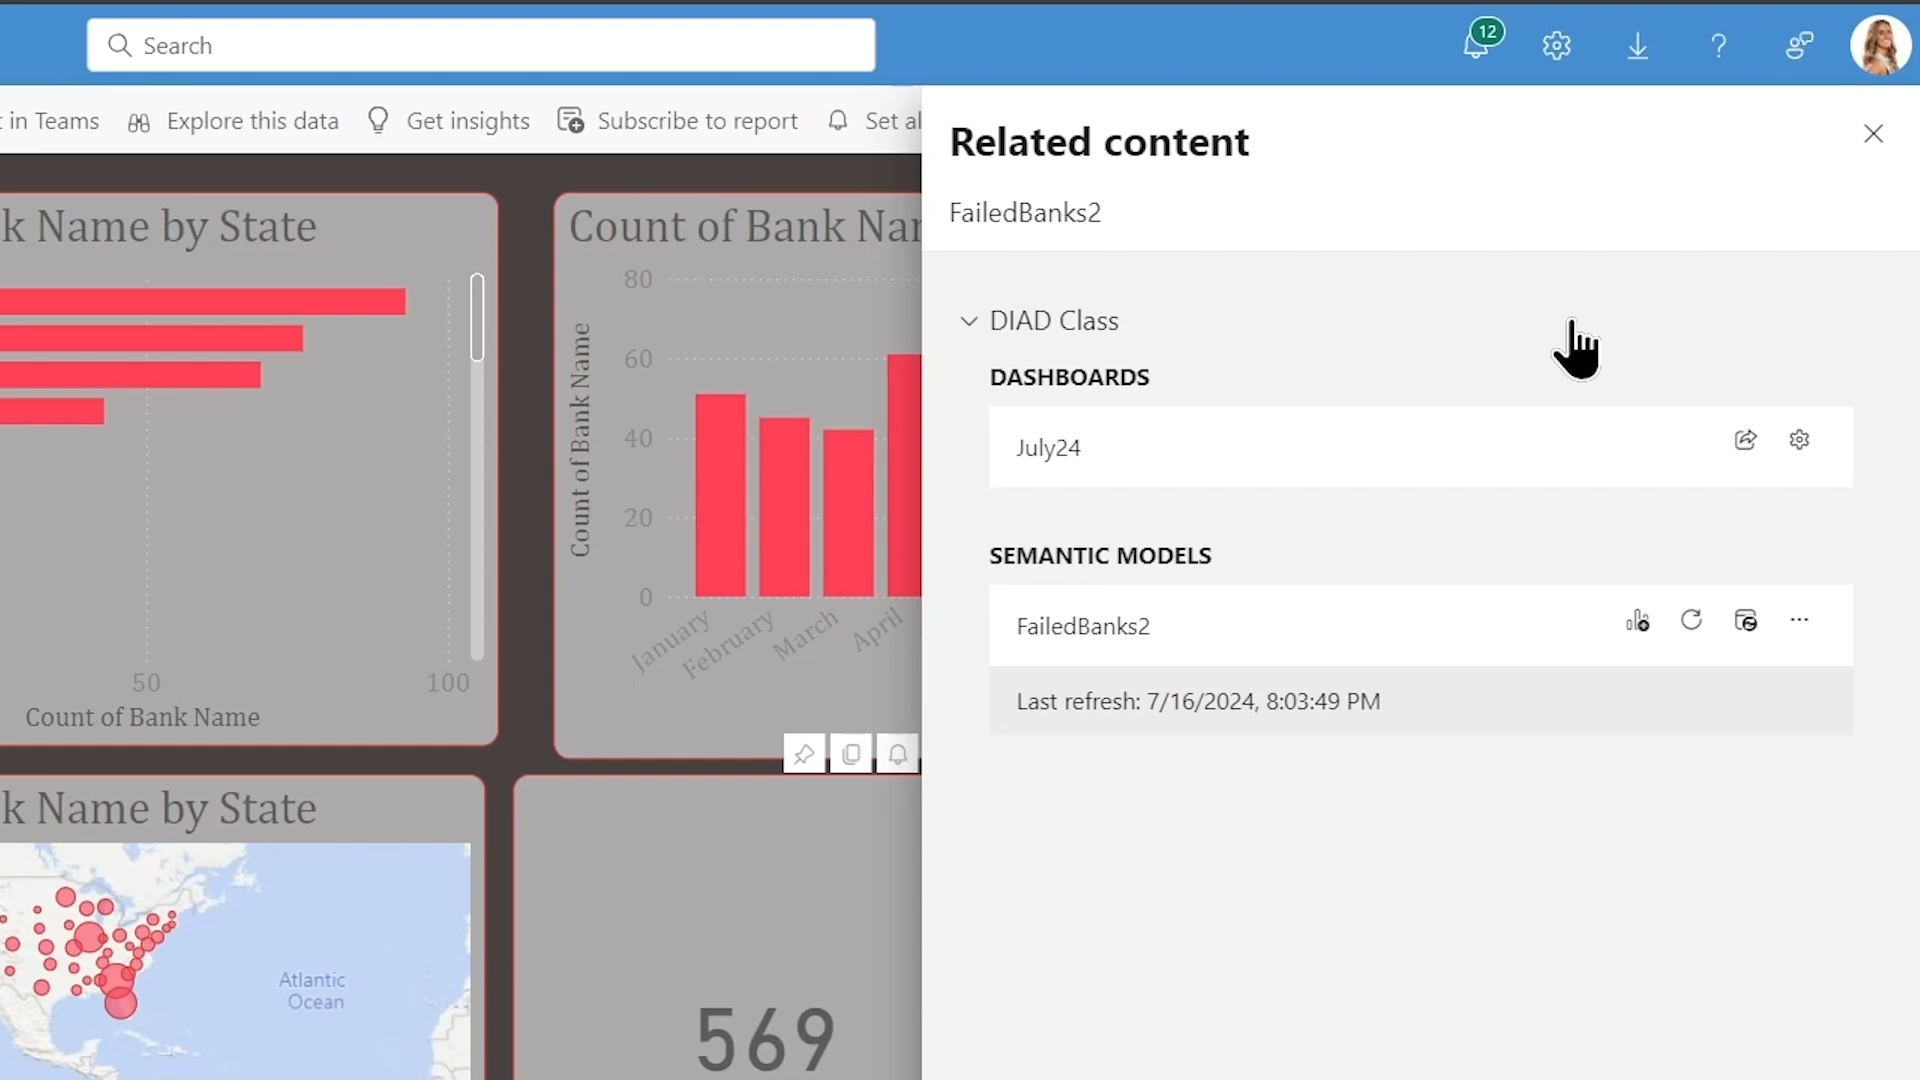 Search
12
in Teams
Explore this data
Get insights
Subscribe to report
Set al
Related content
FailedBanks2
k Name by State
50
100
Count of Bank Name
Count of Bank Nar
Count of Bank Name
80
60
40
20
0
January
February
March
April
DIAD Class
DASHBOARDS
July24
SEMANTIC MODELS
FailedBanks2
Last refresh: 7/16/2024, 8:03:49 PM
k Name by State
Atlantic
Ocean
569